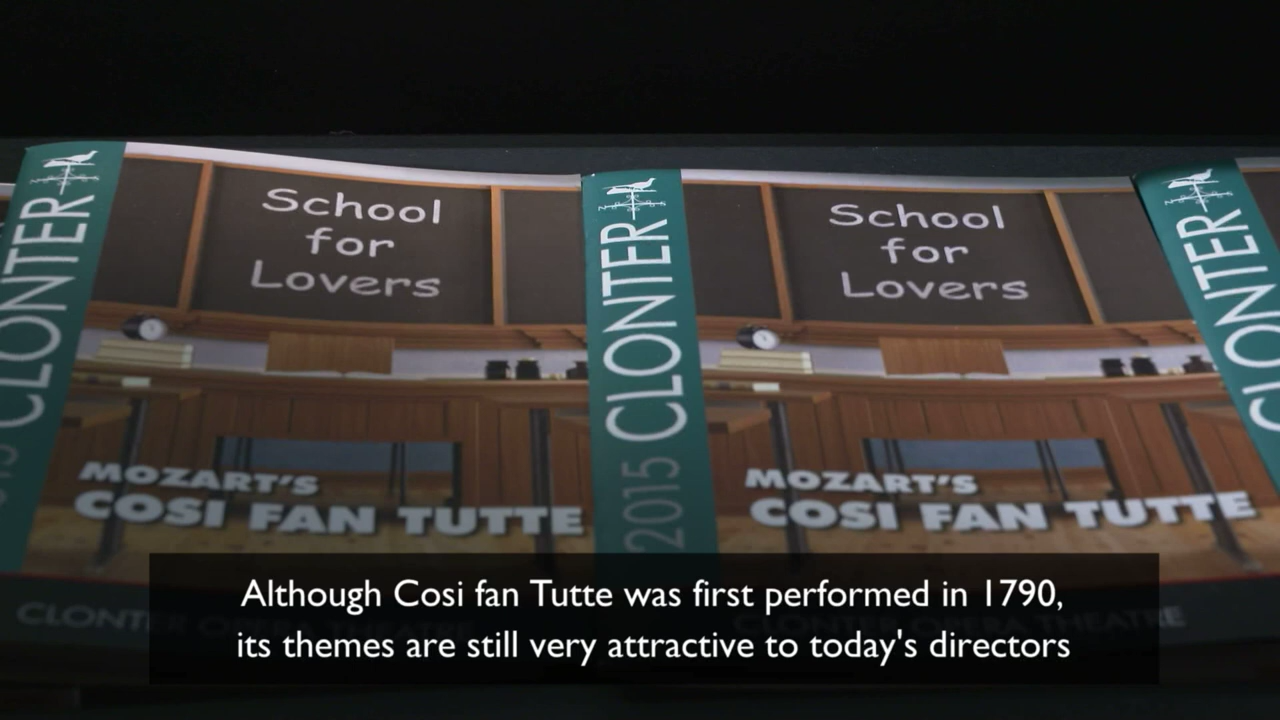 CLONTER
School
for
Lovers
MOZART'S
COSI FAN TUTTE
2015 CLONTER
School
for
Lovers
MOZART'S
COSI FAN TUTTE
CLONTER
Although Cosi fan Tutte was first performed in 1790,
its themes are still very attractive to today's directors